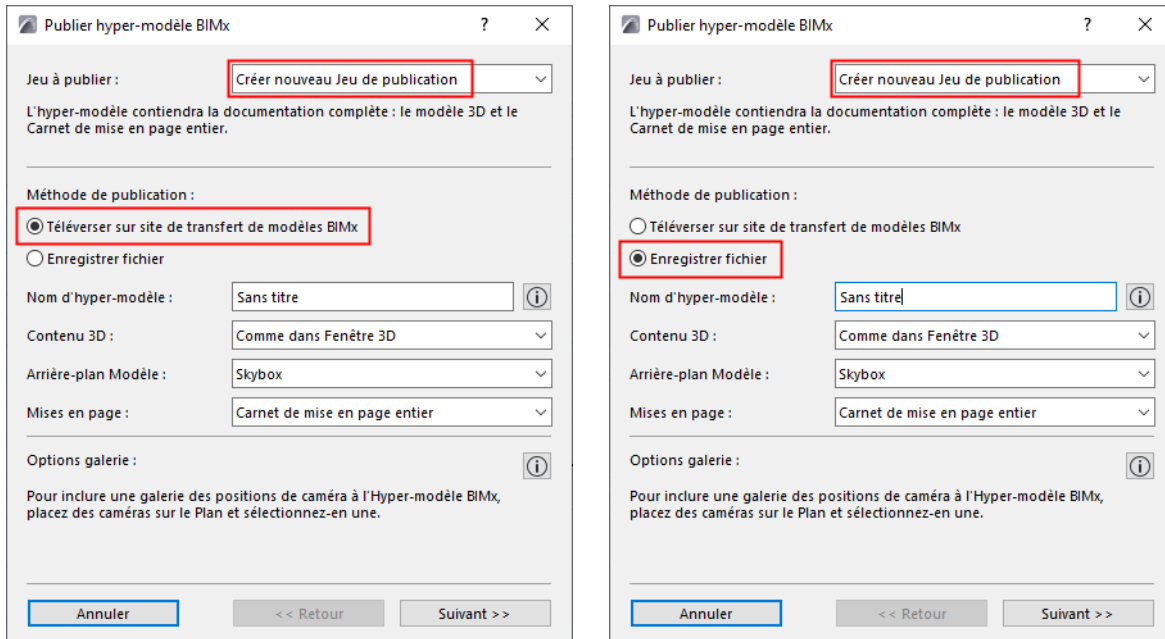 Publier hyper-modèle BIMx
Jeu à publier :
Créer nouveau Jeu de publication
L'hyper-modèle contiendra la documentation complète : le modèle 3D et le
Carnet de mise en page entier.
Méthode de publication :
Téléverser sur site de transfert de modèles BIMx
Enregistrer fichier
Nom d'hyper-modèle :
Sans titre
Contenu 3D :
Comme dans Fenêtre 3D
Arrière-plan Modèle :
Skybox
Mises en page :
Carnet de mise en page entier
Options galerie :
Pour inclure une galerie des positions de caméra à l'Hyper-modèle BIMx,
placez des caméras sur le Plan et sélectionnez-en une.
Annuler
<< Retour
Suivant >>
Publier hyper-modèle BIMx
Jeu à publier :
Créer nouveau Jeu de publication
L'hyper-modèle contiendra la documentation complète : le modèle 3D et le
Carnet de mise en page entier.
Méthode de publication :
Téléverser sur site de transfert de modèles BIMx
Enregistrer fichier
Nom d'hyper-modèle :
Sans titre
Contenu 3D :
Comme dans Fenêtre 3D
Arrière-plan Modèle :
Skybox
Mises en page :
Carnet de mise en page entier
Options galerie :
Pour inclure une galerie des positions de caméra à l'Hyper-modèle BIMx,
placez des caméras sur le Plan et sélectionnez-en une.
Annuler
<< Retour
Suivant >>